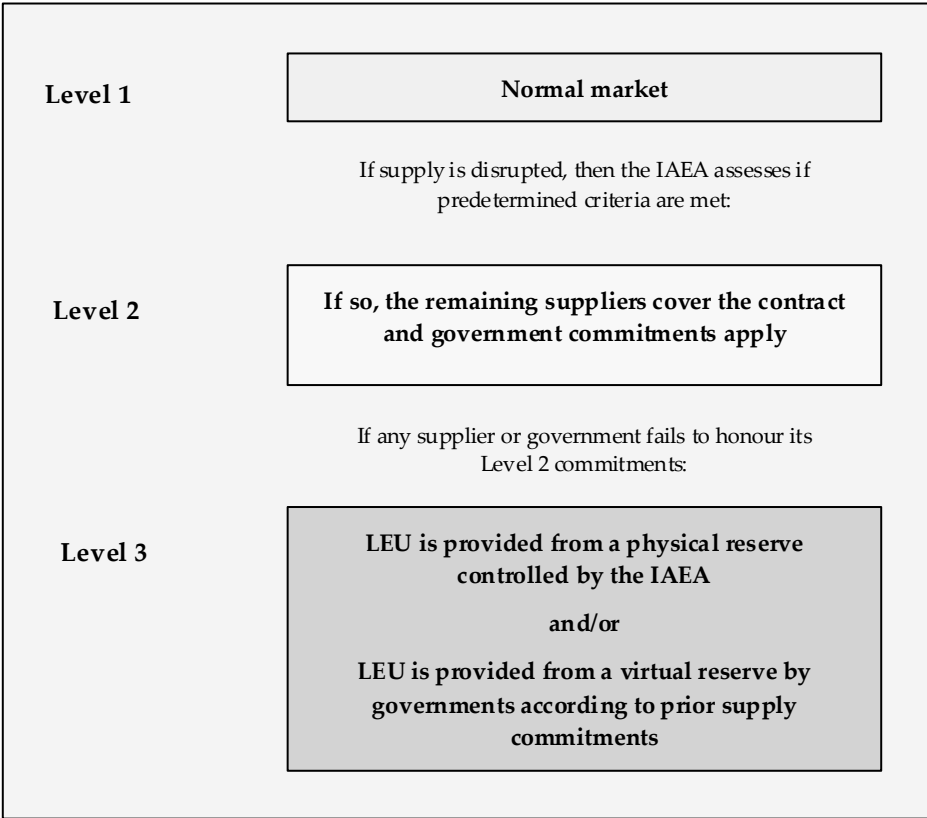 Level 1
Normal market
If supply is disrupted, then the IAEA assesses if
predetermined criteria are met:
Level 2
If so, the remaining suppliers cover the contract
and government commitments apply
If any supplier or government fails to honour its
Level 2 commitments:
Level 3
LEU is provided from a physical reserve
controlled by the IAEA
and/or
LEU is provided from a virtual reserve by
governments according to prior supply
commitments